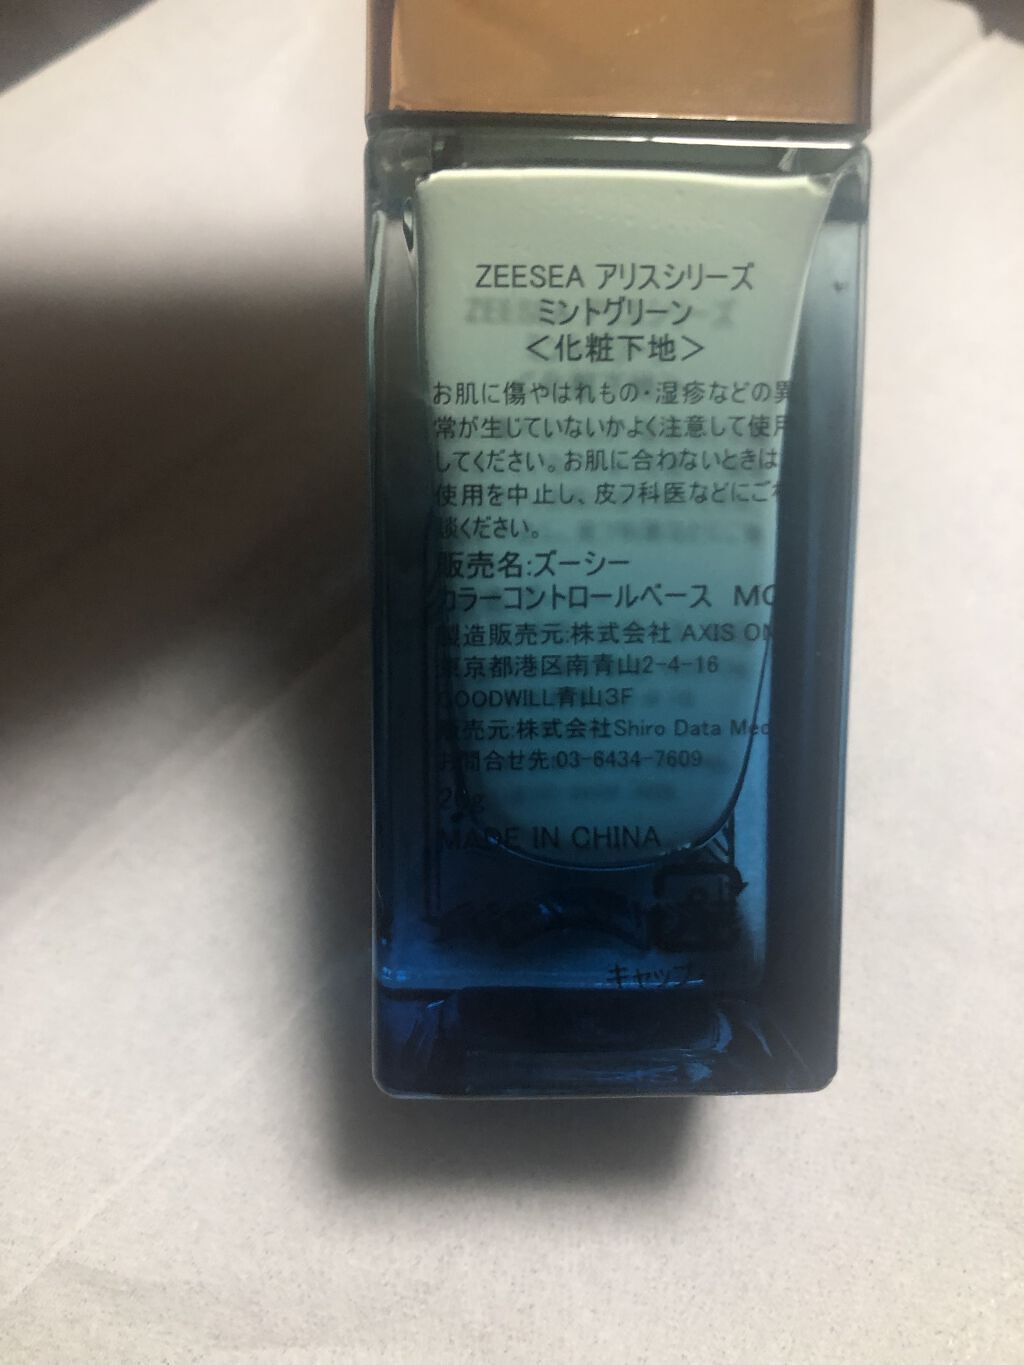 ZEESEA アリスシリーズ
ミントグリーン
＜化粧下地＞
お肌に傷やはれもの・湿疹などの異
常が生じていないかよく注意して使用
してください。お肌に合わないときは
使用を中止し、皮フ科医などにご相
談ください。
販売名:ズーシー
カラーコントロールベース MG
製造販売元:株式会社 AXIS ON
東京都港区南青山2-4-16
GOODWILL青山3F
販売元:株式会社Shiro Data Med
お問合せ先:03-6434-7609
MADE IN CHINA
キャップ